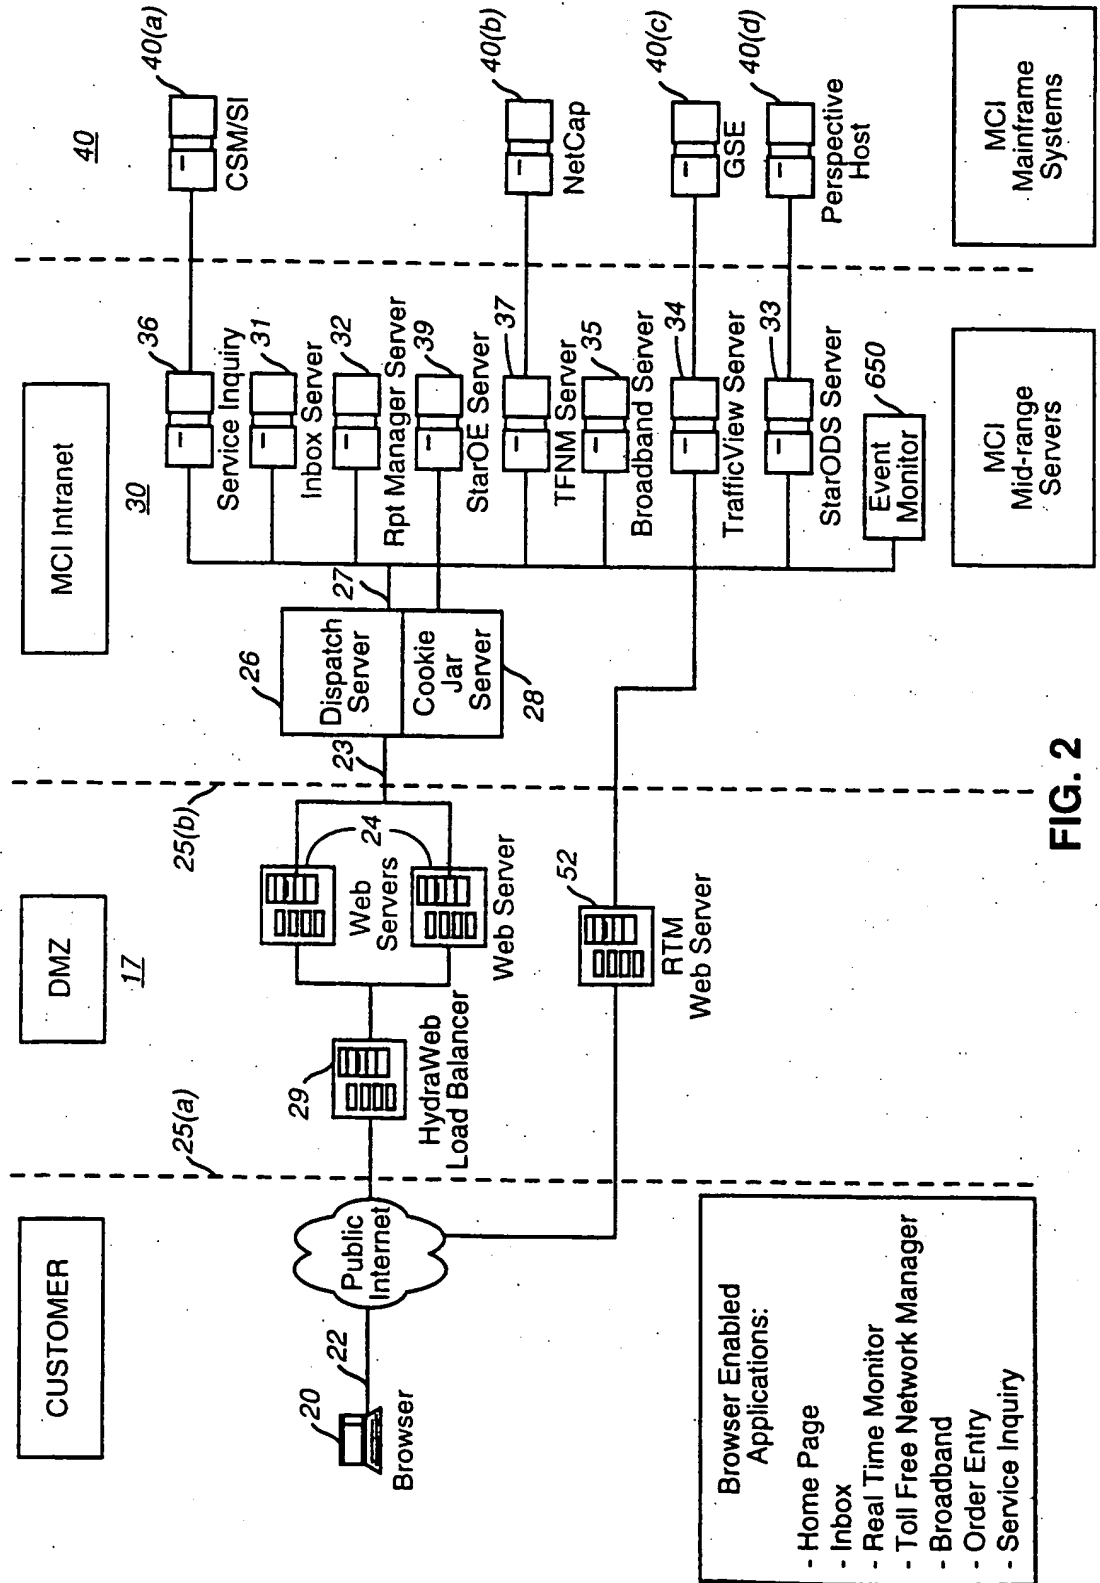 CUSTOMER
DMZ
17
MCI Intranet
30
40
25(a)
25(b)
20
22
Browser
Public
Internet
29
HydraWeb
Load Balancer
24
Web
Servers
Web Server
52
RTM
Web Server
23
26
Dispatch
Server
Cookie
Jar
Server
28
27
36
Service Inquiry
31
Inbox Server
32
Rpt Manager Server
39
StarOE Server
37
TFNM Server
35
Broadband Server
34
TrafficView Server
33
StarODS Server
650
Event
Monitor
40(a)
CSM/SI
40(b)
NetCap
40(c)
GSE
40(d)
Perspective
Host
Browser Enabled
Applications:
- Home Page
- Inbox
- Real Time Monitor
- Toll Free Network Manager
- Broadband
- Order Entry
- Service Inquiry
MCI
Mid-range
Servers
MCI
Mainframe
Systems
FIG. 2